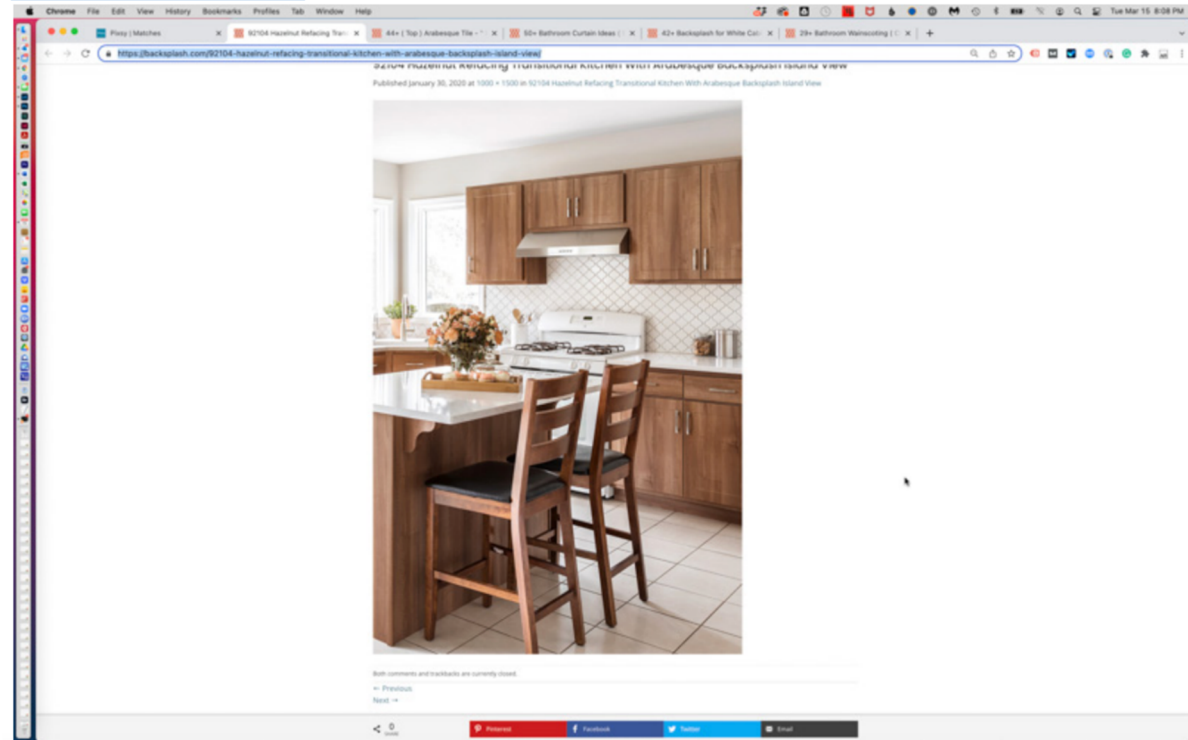 Chrome File Edit View History Bookmarks Profiles Tab Window Help Tue Mar 15 8:08 PM
Pixsy | Matches 92104 Hazelnut Refacing Tran 44+ ( Top ) Arabesque Tile - 50+ Bathroom Curtain Ideas ( 42+ Backsplash for White Co 29+ Bathroom Wainscoting (
https://backsplash.com/92104-hazelnut-refacing-transitional-kitchen-with-arabesque-backsplash-island-view/
92104 Hazelnut Refacing Transitional Kitchen With Arabesque Backsplash Island View
Published January 30, 2020 at 1000 × 1500 in 92104 Hazelnut Refacing Transitional Kitchen With Arabesque Backsplash Island View
Both comments and trackbacks are currently closed.
← Previous
Next →
0
Pinterest Facebook Twitter Email